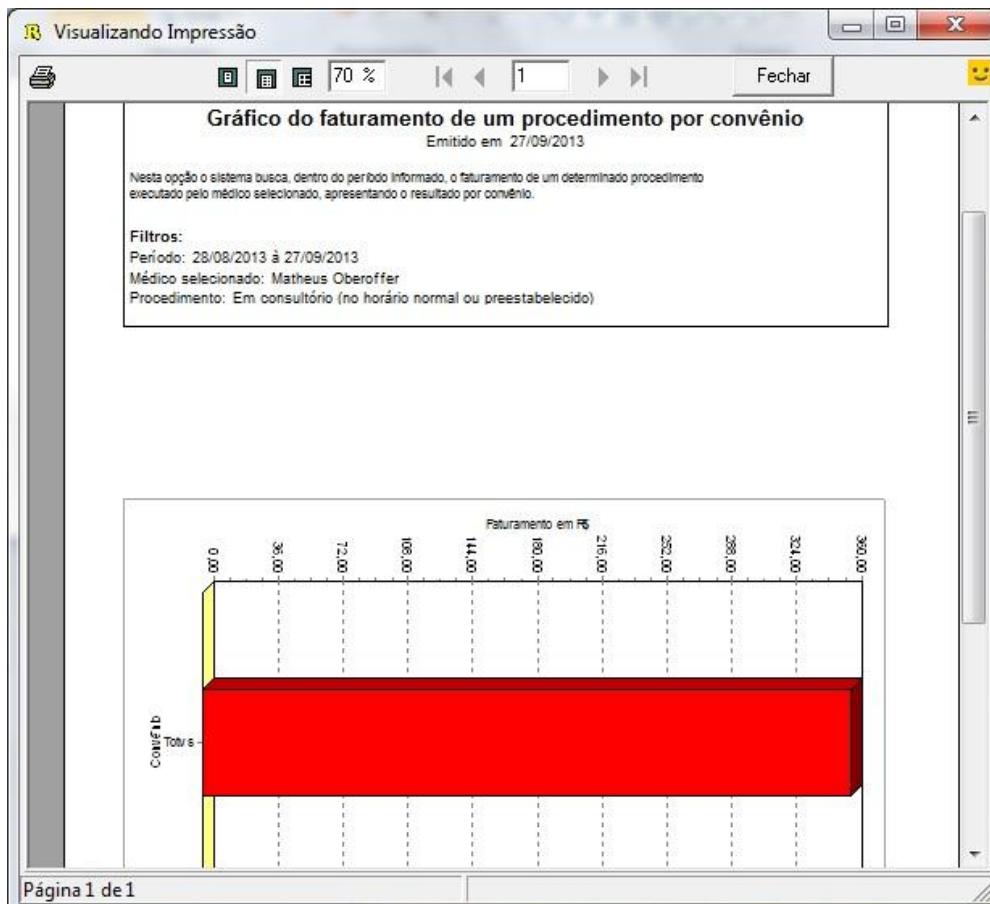 Visualizando Impressão
70 %
1
Fechar
Gráfico do faturamento de um procedimento por convênio
Emitido em 27/09/2013
Nesta opção o sistema busca, dentro do período informado, o faturamento de um determinado procedimento
executado pelo médico selecionado, apresentando o resultado por convênio.
Filtros:
Período: 28/08/2013 à 27/09/2013
Médico selecionado: Matheus Oberoffer
Procedimento: Em consultório (no horário normal ou preestabelecido)
Faturamento em R$
0,00
36,00
72,00
108,00
144,00
180,00
216,00
252,00
288,00
324,00
360,00
Convênio
Totvs
Página 1 de 1